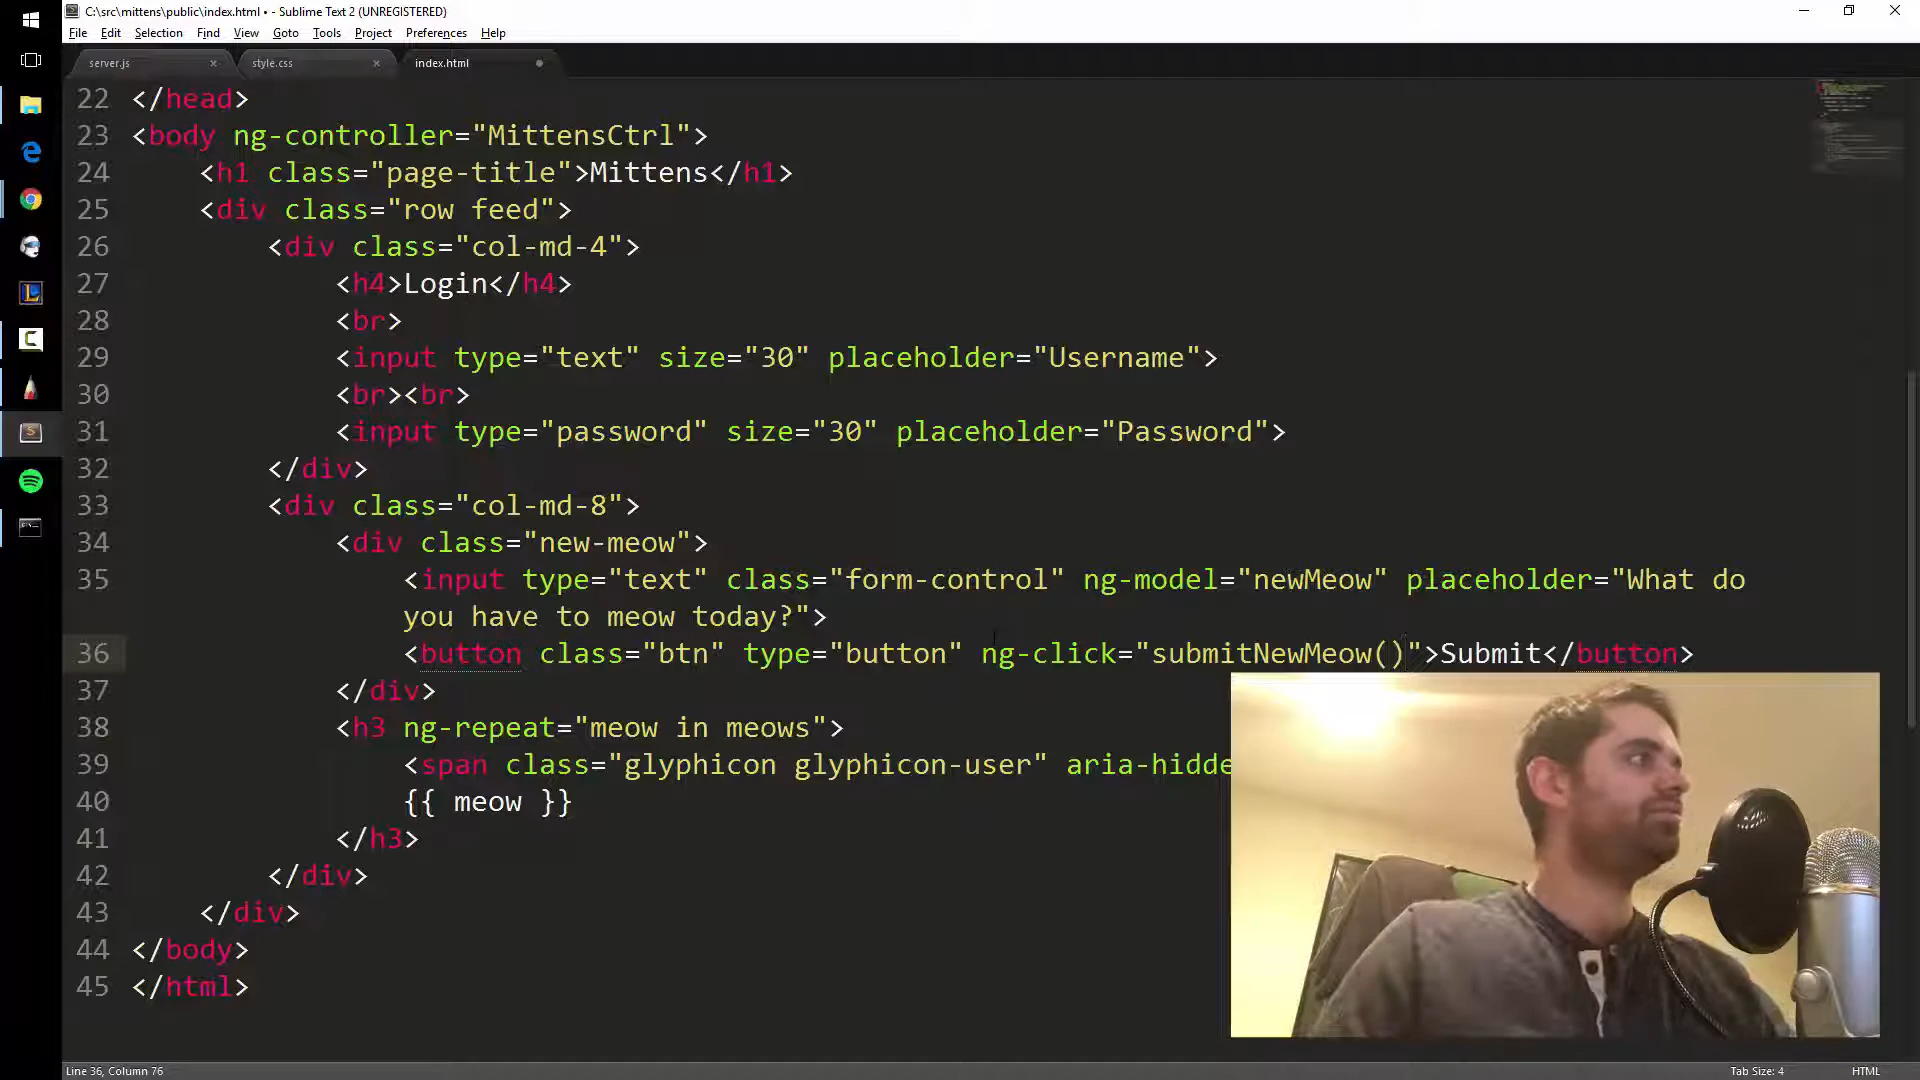 C:\src\mittens\public\index.html • - Sublime Text 2 (UNREGISTERED)
File Edit Selection Find View Goto Tools Project Preferences Help
server.js × style.css × index.html
22 </head>
23 <body ng-controller="MittensCtrl">
24 <h1 class="page-title">Mittens</h1>
25 <div class="row feed">
26 <div class="col-md-4">
27 <h4>Login</h4>
28 <br>
29 <input type="text" size="30" placeholder="Username">
30 <br><br>
31 <input type="password" size="30" placeholder="Password">
32 </div>
33 <div class="col-md-8">
34 <div class="new-meow">
35 <input type="text" class="form-control" ng-model="newMeow" placeholder="What do
you have to meow today?">
36 <button class="btn" type="button" ng-click="submitNewMeow()">Submit</button>
37 </div>
38 <h3 ng-repeat="meow in meows">
39 <span class="glyphicon glyphicon-user" aria-hidde
40 {{ meow }}
41 </h3>
42 </div>
43 </div>
44 </body>
45 </html>
Line 36, Column 76 Tab Size: 4 HTML